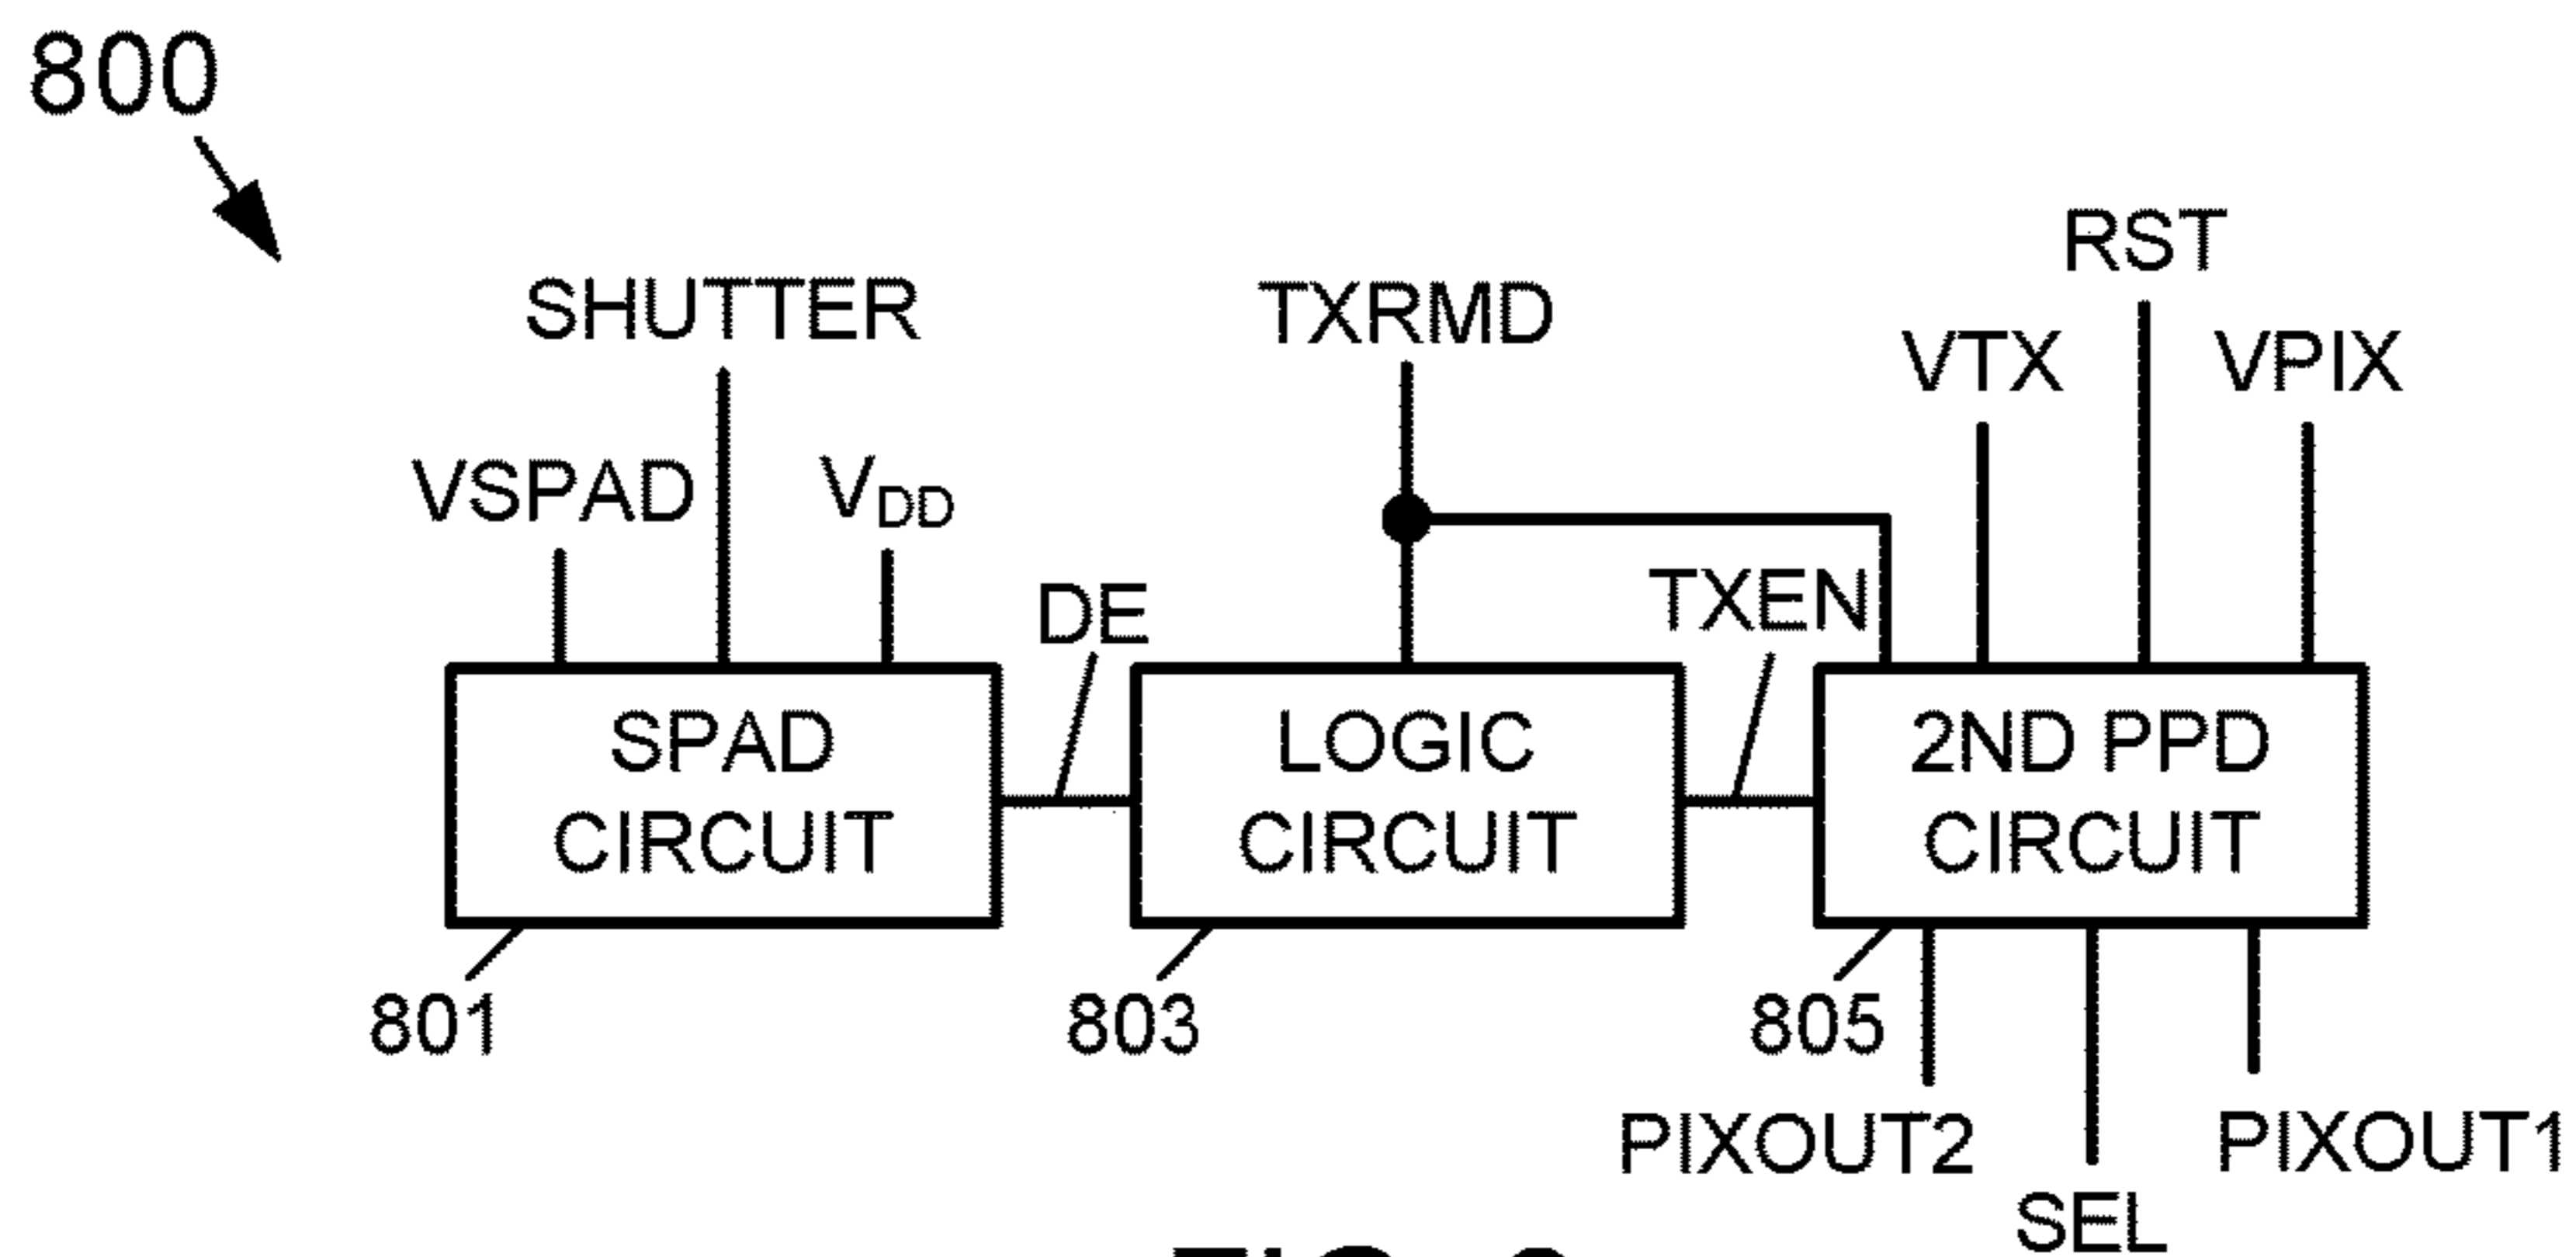 800
SHUTTER
TXRMD
RST
VTX
VPIX
VSPAD
VDD
DE
TXEN
SPAD
CIRCUIT
LOGIC
CIRCUIT
2ND PPD
CIRCUIT
801
803
805
PIXOUT2
PIXOUT1
SEL